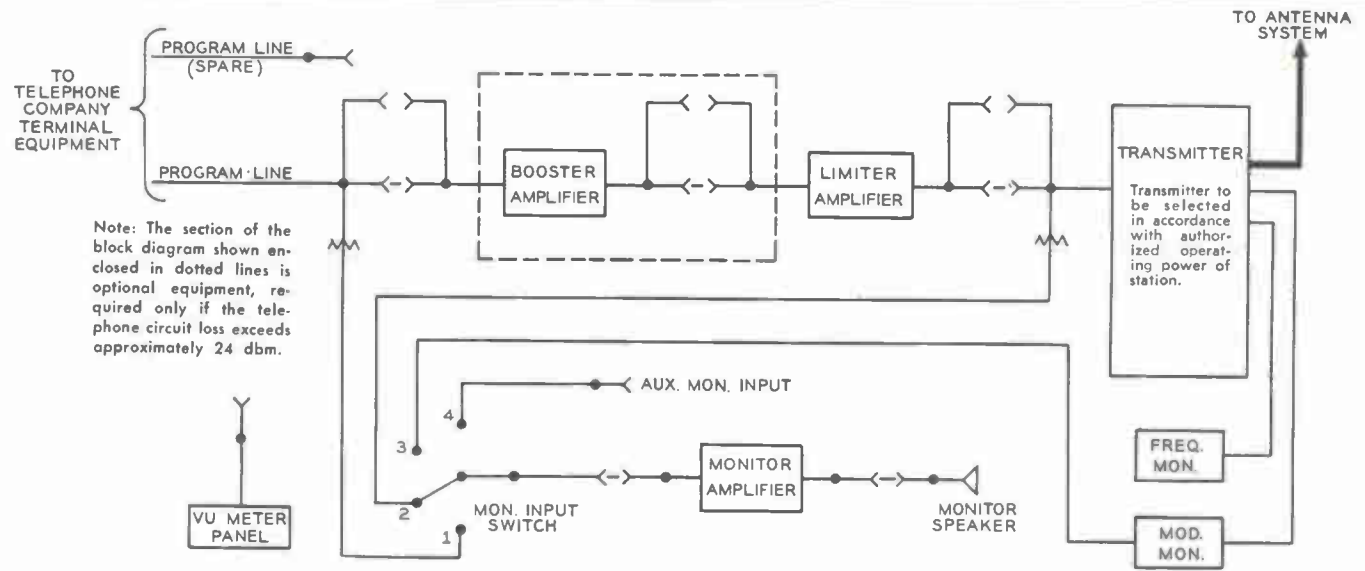 TO ANTENNA
SYSTEM
PROGRAM LINE
(SPARE)
TO
TELEPHONE
COMPANY
TERMINAL
EQUIPMENT
PROGRAM·LINE
BOOSTER
AMPLIFIER
LIMITER
AMPLIFIER
TRANSMITTER
Transmitter to
be selected
in accordance
with author-
ized operat-
ing power of
station.
Note: The section of the
block diagram shown en-
closed in dotted lines is
optional equipment, re-
quired only if the tele-
phone circuit loss exceeds
approximately 24 dbm.
AUX. MON. INPUT
4
3
2
1
MON. INPUT
SWITCH
MONITOR
AMPLIFIER
MONITOR
SPEAKER
FREQ.
MON.
MOD.
MON.
VU METER
PANEL